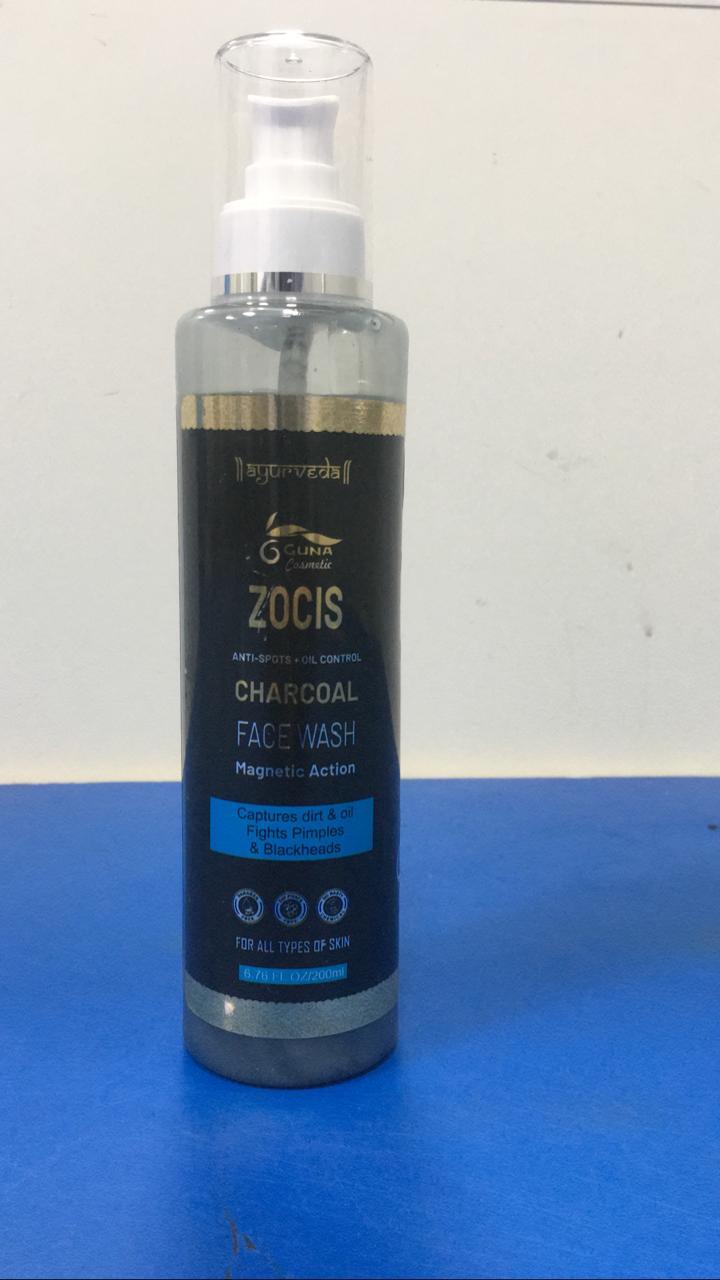 ||ayurveda||
GUNA
Cosmetic
ZOCIS
ANTI-SPOTS + OIL CONTROL
CHARCOAL
FACE WASH
Magnetic Action
Captures dirt & oil
Fights Pimples
& Blackheads
FOR ALL TYPES OF SKIN
6.76 FL OZ/200ml